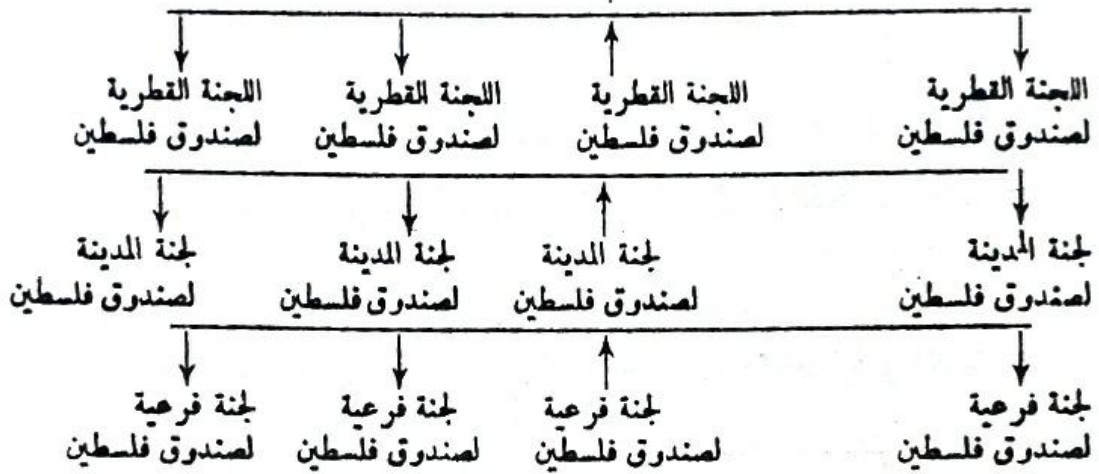 اللجنة القطرية اللجنة القطرية اللجنة القطرية اللجنة القطرية
لصندوق فلسطين لصندوق فلسطين لصندوق فلسطين لصندوق فلسطين
لجنة المدينة لجنة المدينة لجنة المدينة لجنة المدينة
لصندوق فلسطين لصندوق فلسطين لصندوق فلسطين لصندوق فلسطين
لجنة فرعية لجنة فرعية لجنة فرعية لجنة فرعية
لصندوق فلسطين لصندوق فلسطين لصندوق فلسطين لصندوق فلسطين